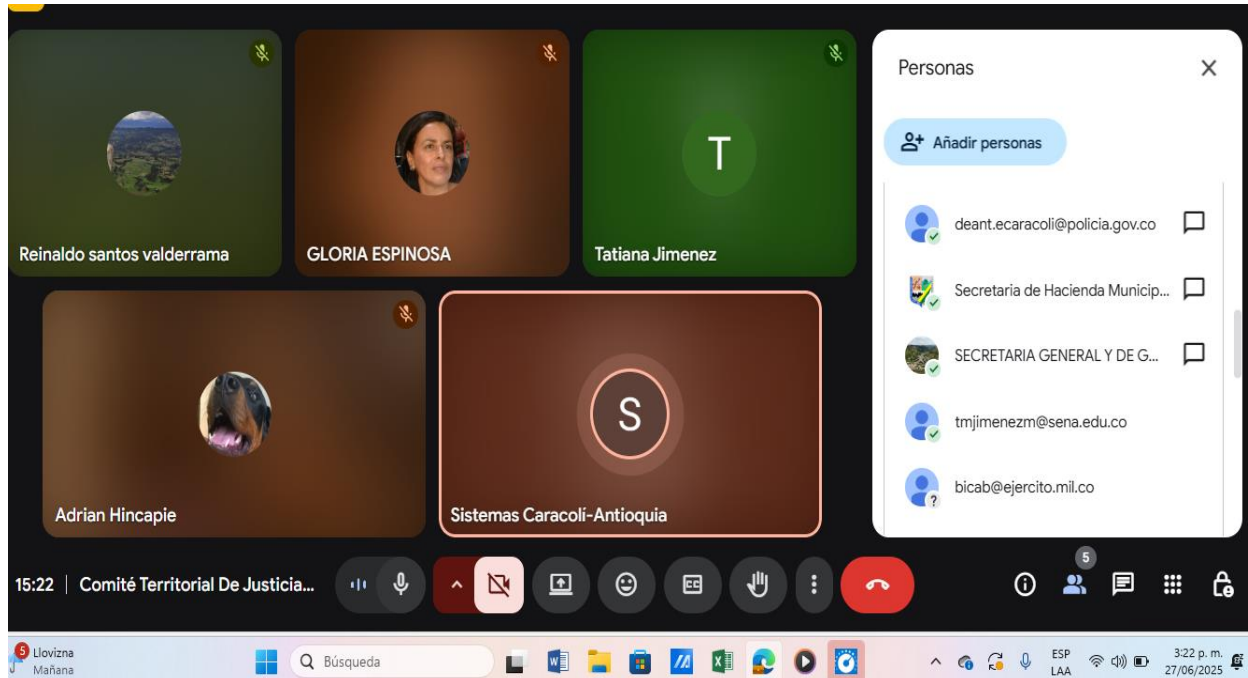 Reinaldo santos valderrama
GLORIA ESPINOSA
T
Tatiana Jimenez
Adrian Hincapie
S
Sistemas Caracolí-Antioquia
Personas
Añadir personas
deant.ecaracoli@policia.gov.co
Secretaria de Hacienda Municip...
SECRETARIA GENERAL Y DE G...
tmjimenezm@sena.edu.co
bicab@ejercito.mil.co
?
15:22 | Comité Territorial De Justicia...
CC
5
5
Llovizna
Mañana
Búsqueda
ESP
LAA
3:22 p. m.
27/06/2025